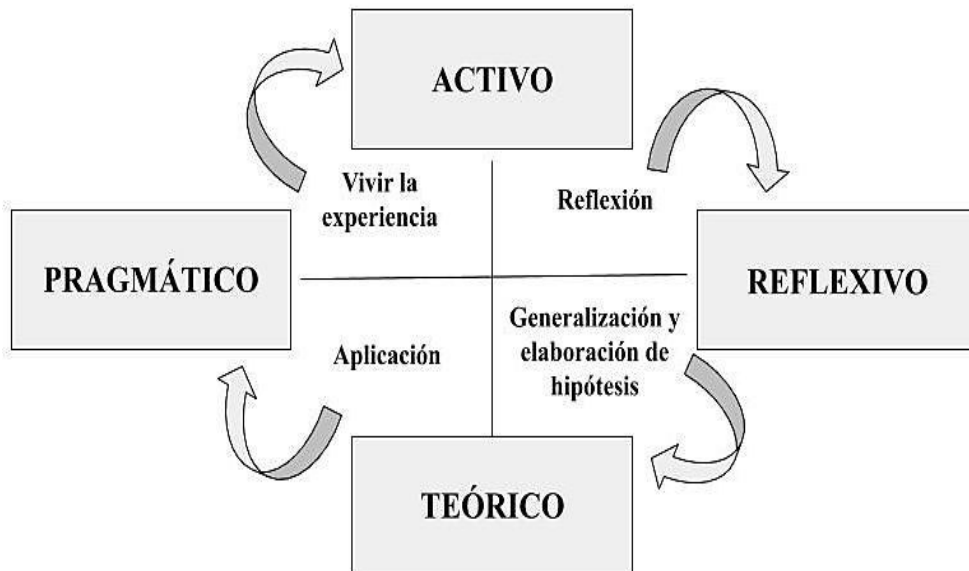 ACTIVO
Vivir la
experiencia
Reflexión
PRAGMÁTICO
REFLEXIVO
Aplicación
Generalización y
elaboración de
hipótesis
TEÓRICO